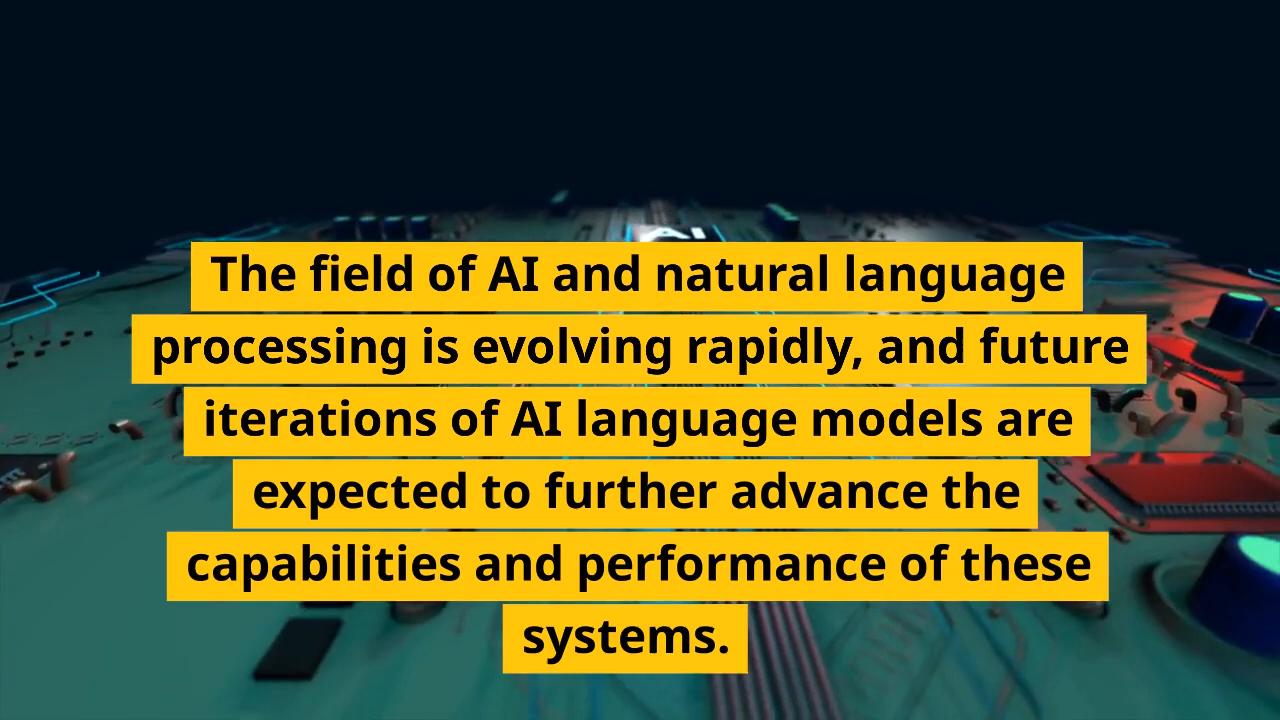 AI
The field of AI and natural language
processing is evolving rapidly, and future
iterations of AI language models are
expected to further advance the
capabilities and performance of these
systems.